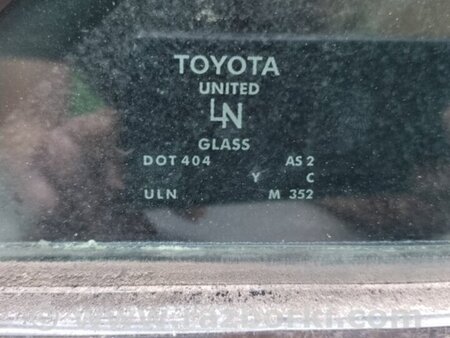 TOYOTA
UNITED
LN
GLASS
DOT 404 AS 2
Y C
ULN M 352